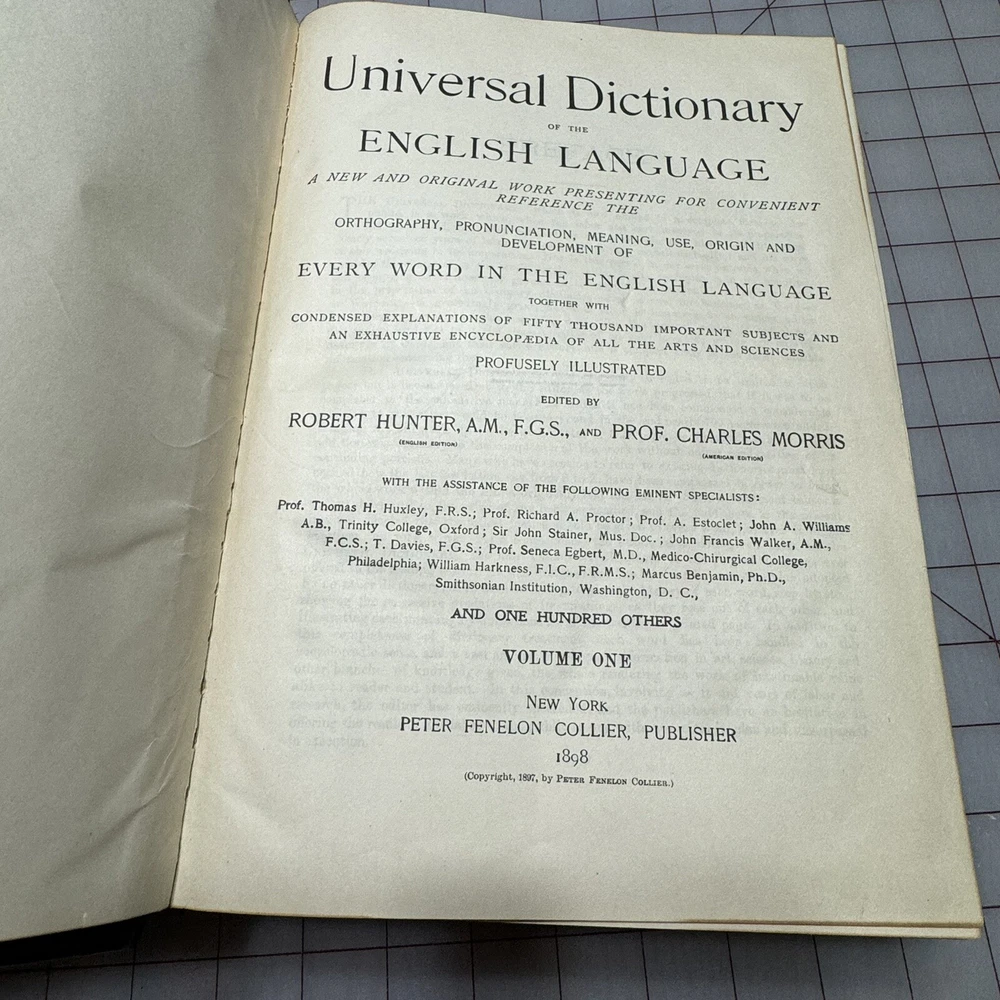 Universal Dictionary
OF THE
ENGLISH LANGUAGE
A NEW AND ORIGINAL WORK PRESENTING FOR CONVENIENT
REFERENCE THE
ORTHOGRAPHY, PRONUNCIATION, MEANING, USE, ORIGIN AND
DEVELOPMENT OF
EVERY WORD IN THE ENGLISH LANGUAGE
TOGETHER WITH
CONDENSED EXPLANATIONS OF FIFTY THOUSAND IMPORTANT SUBJECTS AND
AN EXHAUSTIVE ENCYCLOPÆDIA OF ALL THE ARTS AND SCIENCES
PROFUSELY ILLUSTRATED
EDITED BY
ROBERT HUNTER, A.M., F.G.S., AND PROF. CHARLES MORRIS
(ENGLISH EDITION) (AMERICAN EDITION)
WITH THE ASSISTANCE OF THE FOLLOWING EMINENT SPECIALISTS:
Prof. Thomas H. Huxley, F.R.S.; Prof. Richard A. Proctor; Prof. A. Estoclet; John A. Williams
A.B., Trinity College, Oxford; Sir John Stainer, Mus. Doc.; John Francis Walker, A.M.,
F.C.S.; T. Davies, F.G.S.; Prof. Seneca Egbert, M.D., Medico-Chirurgical College,
Philadelphia; William Harkness, F.I.C., F.R.M.S.; Marcus Benjamin, Ph.D.,
Smithsonian Institution, Washington, D. C.,
AND ONE HUNDRED OTHERS
VOLUME ONE
NEW YORK
PETER FENELON COLLIER, PUBLISHER
1898
(Copyright, 1897, by PETER FENELON COLLIER.)